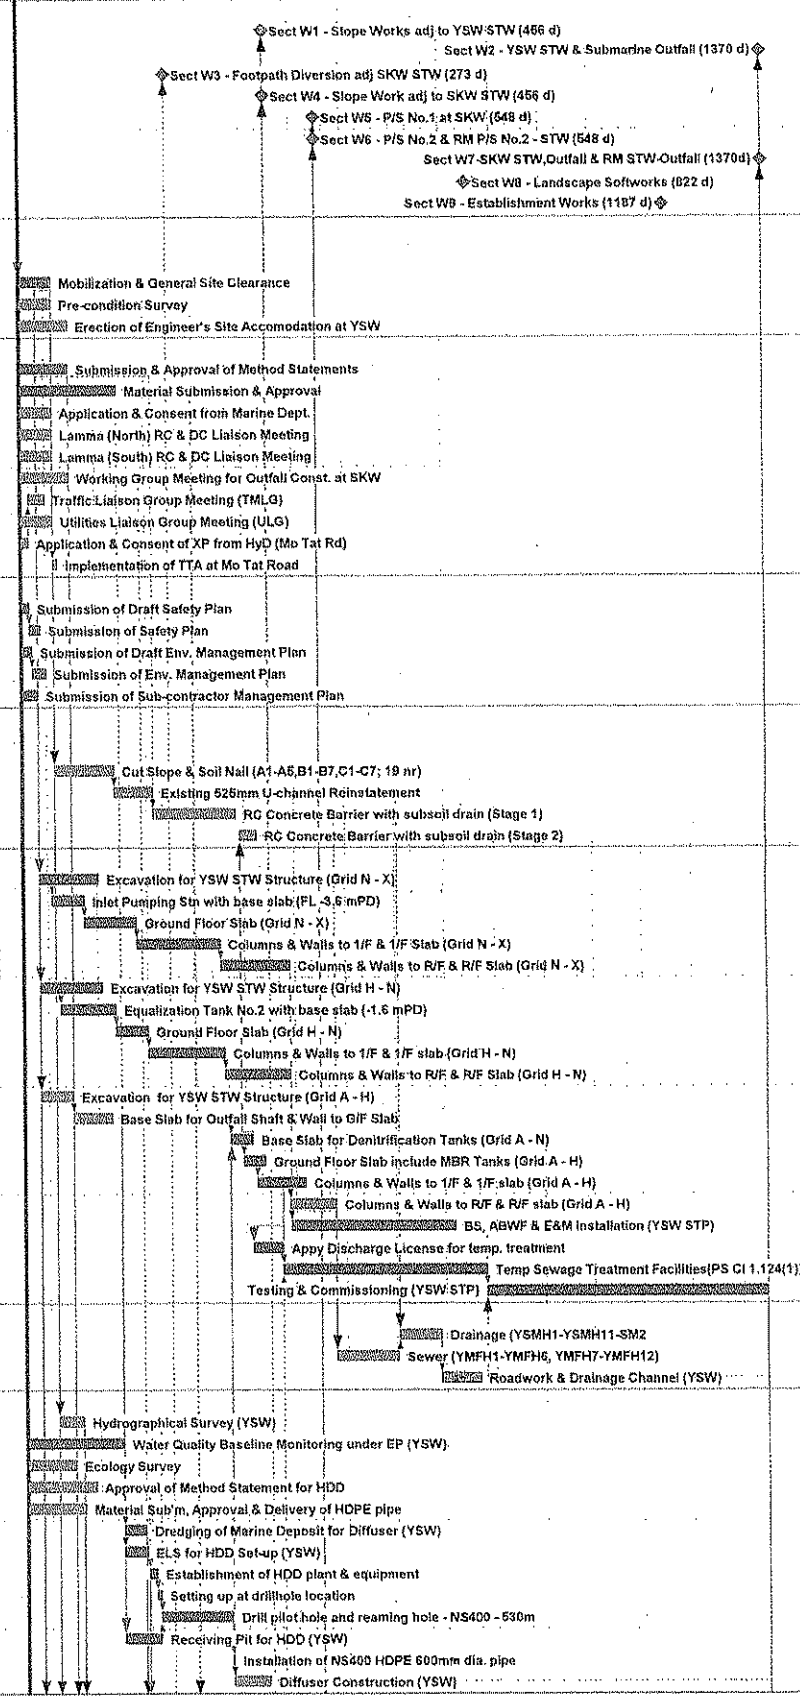 Sect W1 - Slope Works adj to YSW STW (456 d)
Sect W2 - YSW STW & Submarine Outfall (1370 d)
Sect W3 - Footpath Diversion adj SKW STW (273 d)
Sect W4 - Slope Work adj to SKW STW (456 d)
Sect W5 - P/S No.1 at SKW (548 d)
Sect W6 - P/S No.2 & RM P/S No.2 - STW (548 d)
Sect W7-SKW STW,Outfall & RM STW-Outfall (1370d)
Sect W8 - Landscape Softworks (822 d)
Sect W9 - Establishment Works (1187 d)
Mobilization & General Site Clearance
Pre-condition Survey
Erection of Engineer's Site Accomodation at YSW
Submission & Approval of Method Statements
Material Submission & Approval
Application & Consent from Marine Dept.
Lamma (North) RC & DC Liaison Meeting
Lamma (South) RC & DC Liaison Meeting
Working Group Meeting for Outfall Const. at SKW
Traffic Liaison Group Meeting (TMLG)
Utilities Liaison Group Meeting (ULG)
Application & Consent of XP from HyD (Mo Tat Rd)
Implementation of TTA at Mo Tat Road
Submission of Draft Safety Plan
Submission of Safety Plan
Submission of Draft Env. Management Plan
Submission of Env. Management Plan
Submission of Sub-contractor Management Plan
Cut Slope & Soil Nail (A1-A5,B1-B7,C1-C7; 19 nr)
Existing 525mm U-channel Reinstatement
RC Concrete Barrier with subsoil drain (Stage 1)
RC Concrete Barrier with subsoil drain (Stage 2)
Excavation for YSW STW Structure (Grid N - X)
Inlet Pumping Stn with base slab (FL -3.6 mPD)
Ground Floor Slab (Grid N - X)
Columns & Walls to 1/F & 1/F Slab (Grid N - X)
Columns & Walls to R/F & R/F Slab (Grid N - X)
Excavation for YSW STW Structure (Grid H - N)
Equalization Tank No.2 with base slab (-1.6 mPD)
Ground Floor Slab (Grid H - N)
Columns & Walls to 1/F & 1/F slab (Grid H - N)
Columns & Walls to R/F & R/F Slab (Grid H - N)
Excavation for YSW STW Structure (Grid A - H)
Base Slab for Outfall Shaft & Wall to G/F Slab
Base Slab for Denitrification Tanks (Grid A - N)
Ground Floor Slab include MBR Tanks (Grid A - H)
Columns & Walls to 1/F & 1/F slab (Grid A - H)
Columns & Walls to R/F & R/F slab (Grid A - H)
BS, ABWF & E&M Installation (YSW STP)
Appy Discharge License for temp. treatment
Temp Sewage Treatment Facilities(PS Cl 1.124(1))
Testing & Commissioning (YSW STP)
Drainage (YSMH1-YSMH11-SM2
Sewer (YMFH1-YMFH6, YMFH7-YMFH12)
Roadwork & Drainage Channel (YSW)
Hydrographical Survey (YSW)
Water Quality Baseline Monitoring under EP (YSW)
Ecology Survey
Approval of Method Statement for HDD
Material Sub'm, Approval & Delivery of HDPE pipe
Dredging of Marine Deposit for Diffuser (YSW)
ELS for HDD Set-up (YSW)
Establishment of HDD plant & equipment
Setting up at drillhole location
Drill pilot hole and reaming hole - NS400 - 530m
Receiving Pit for HDD (YSW)
Installation of NS400 HDPE 600mm dia. pipe
Diffuser Construction (YSW)